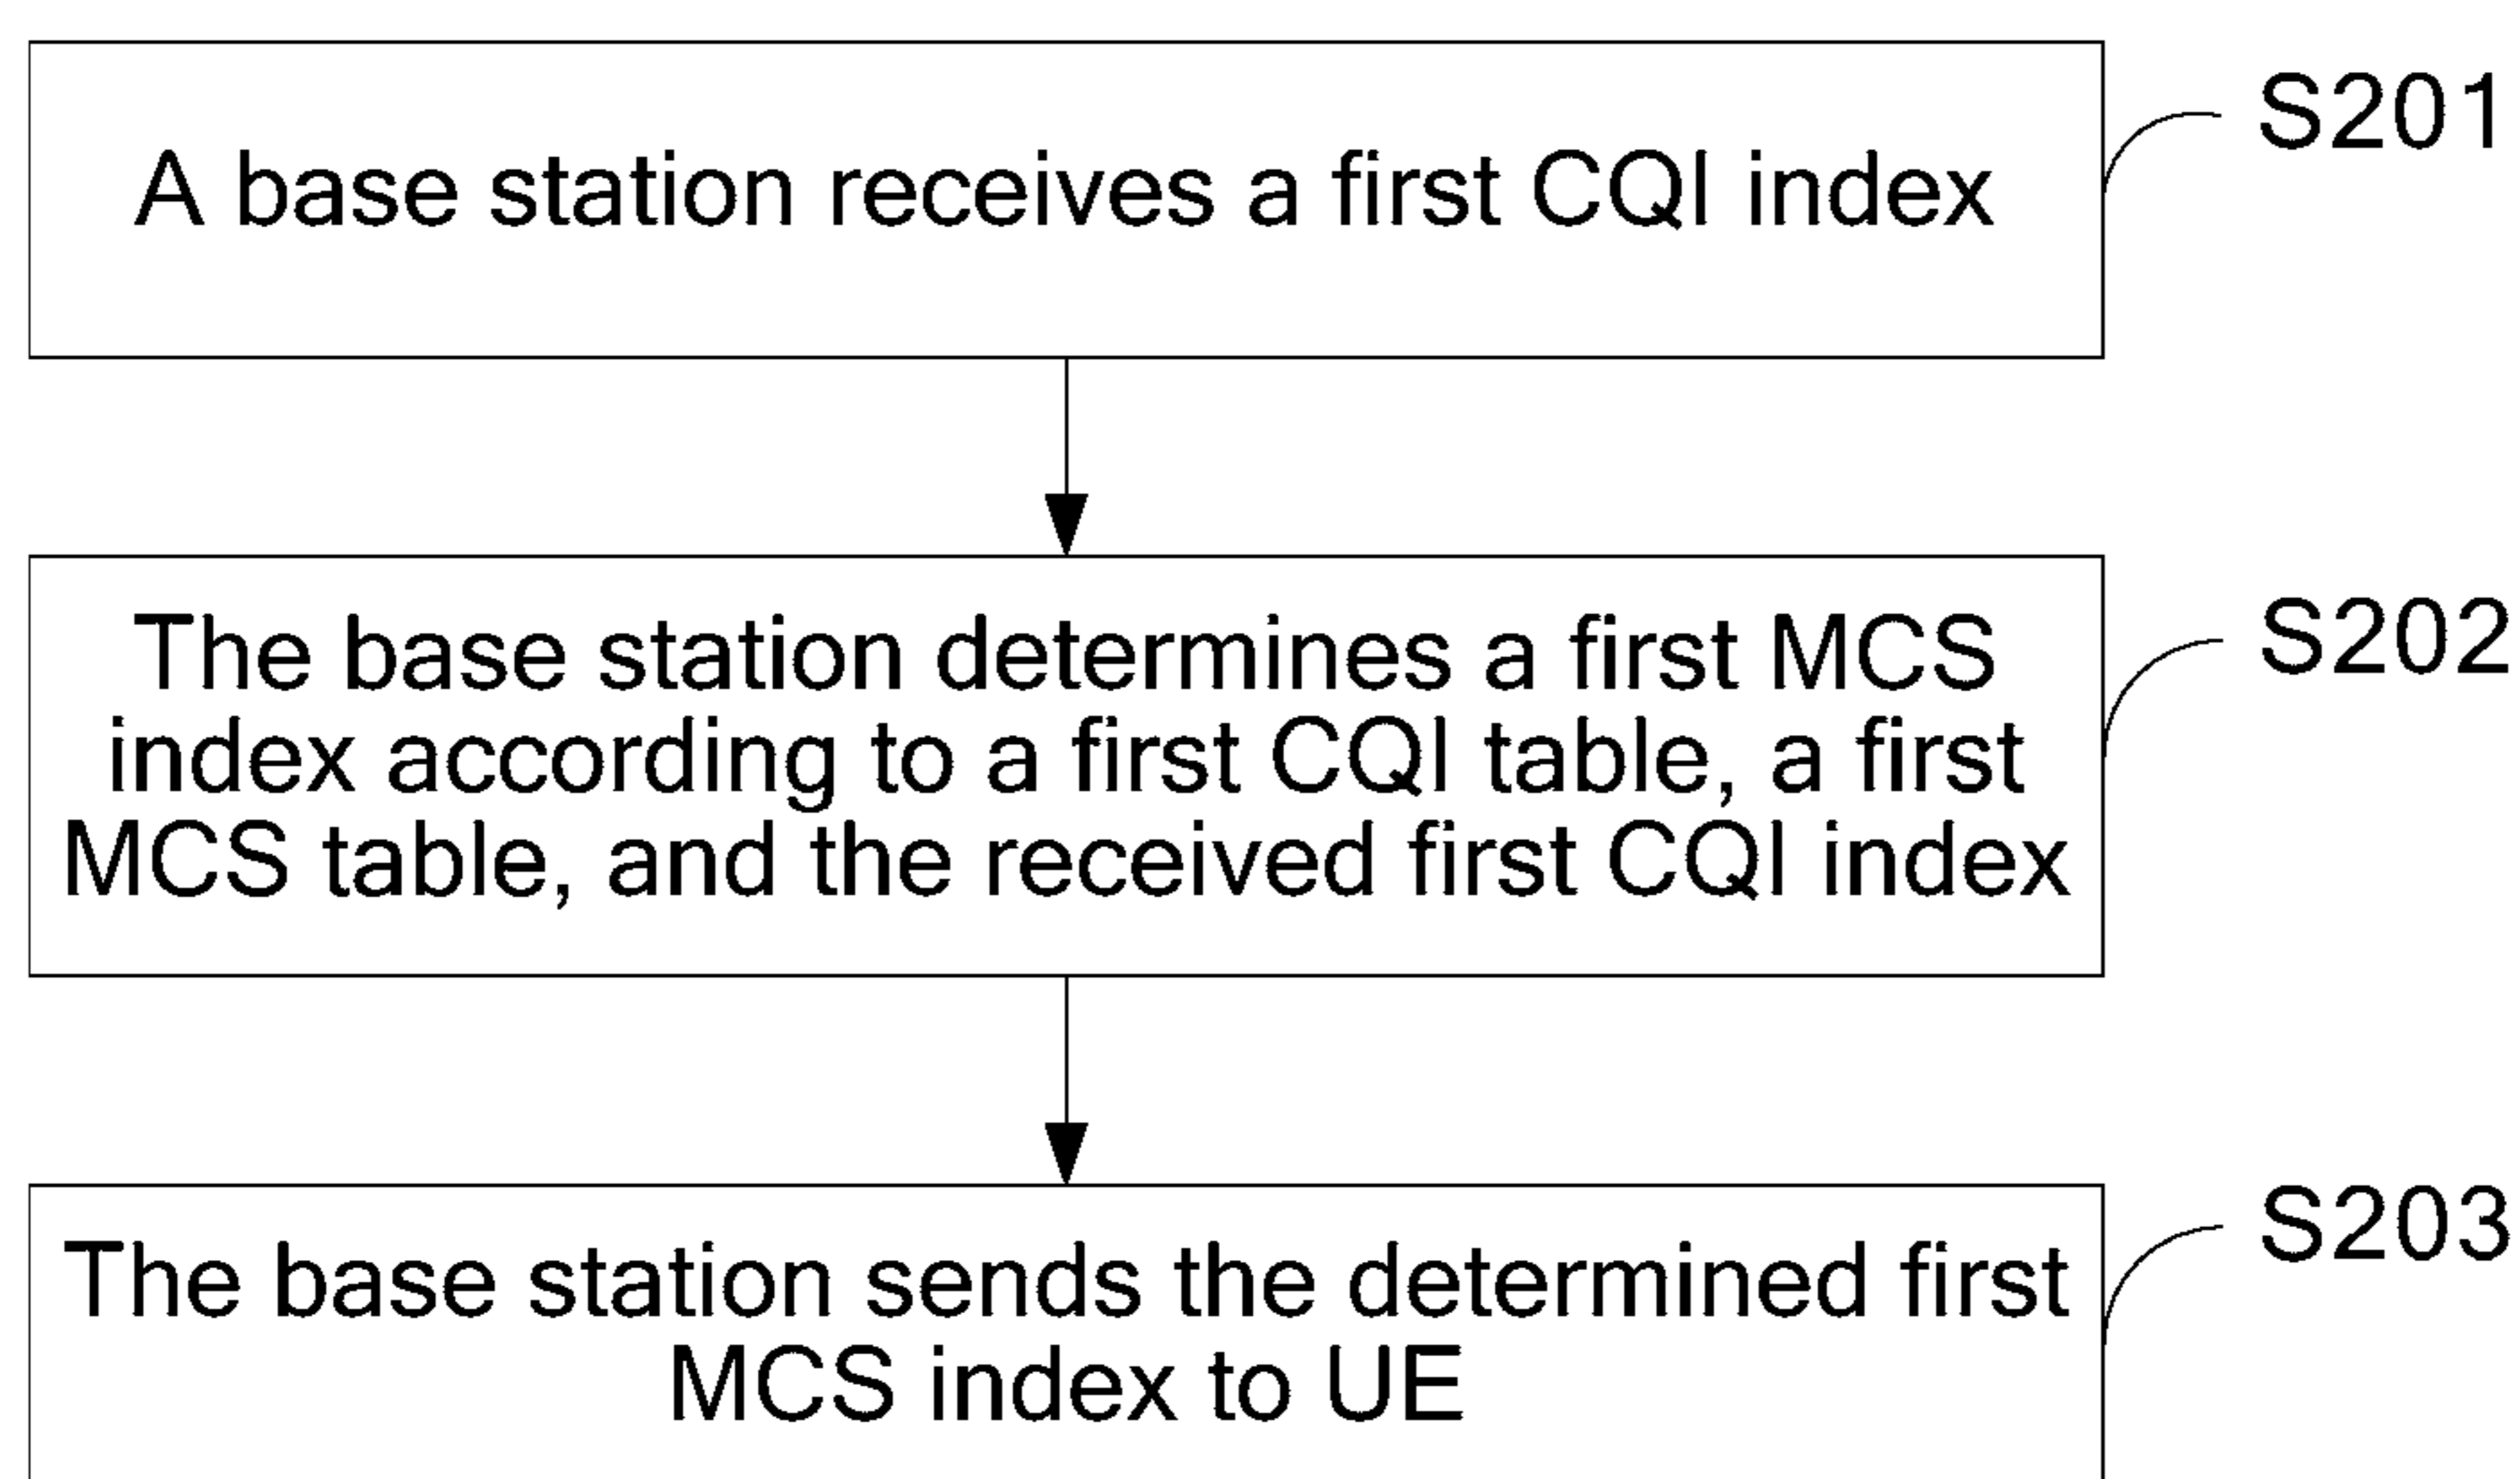 A base station receives a first CQI index
S201
The base station determines a first MCS
index according to a first CQI table, a first
MCS table, and the received first CQI index
S202
The base station sends the determined first
MCS index to UE
S203